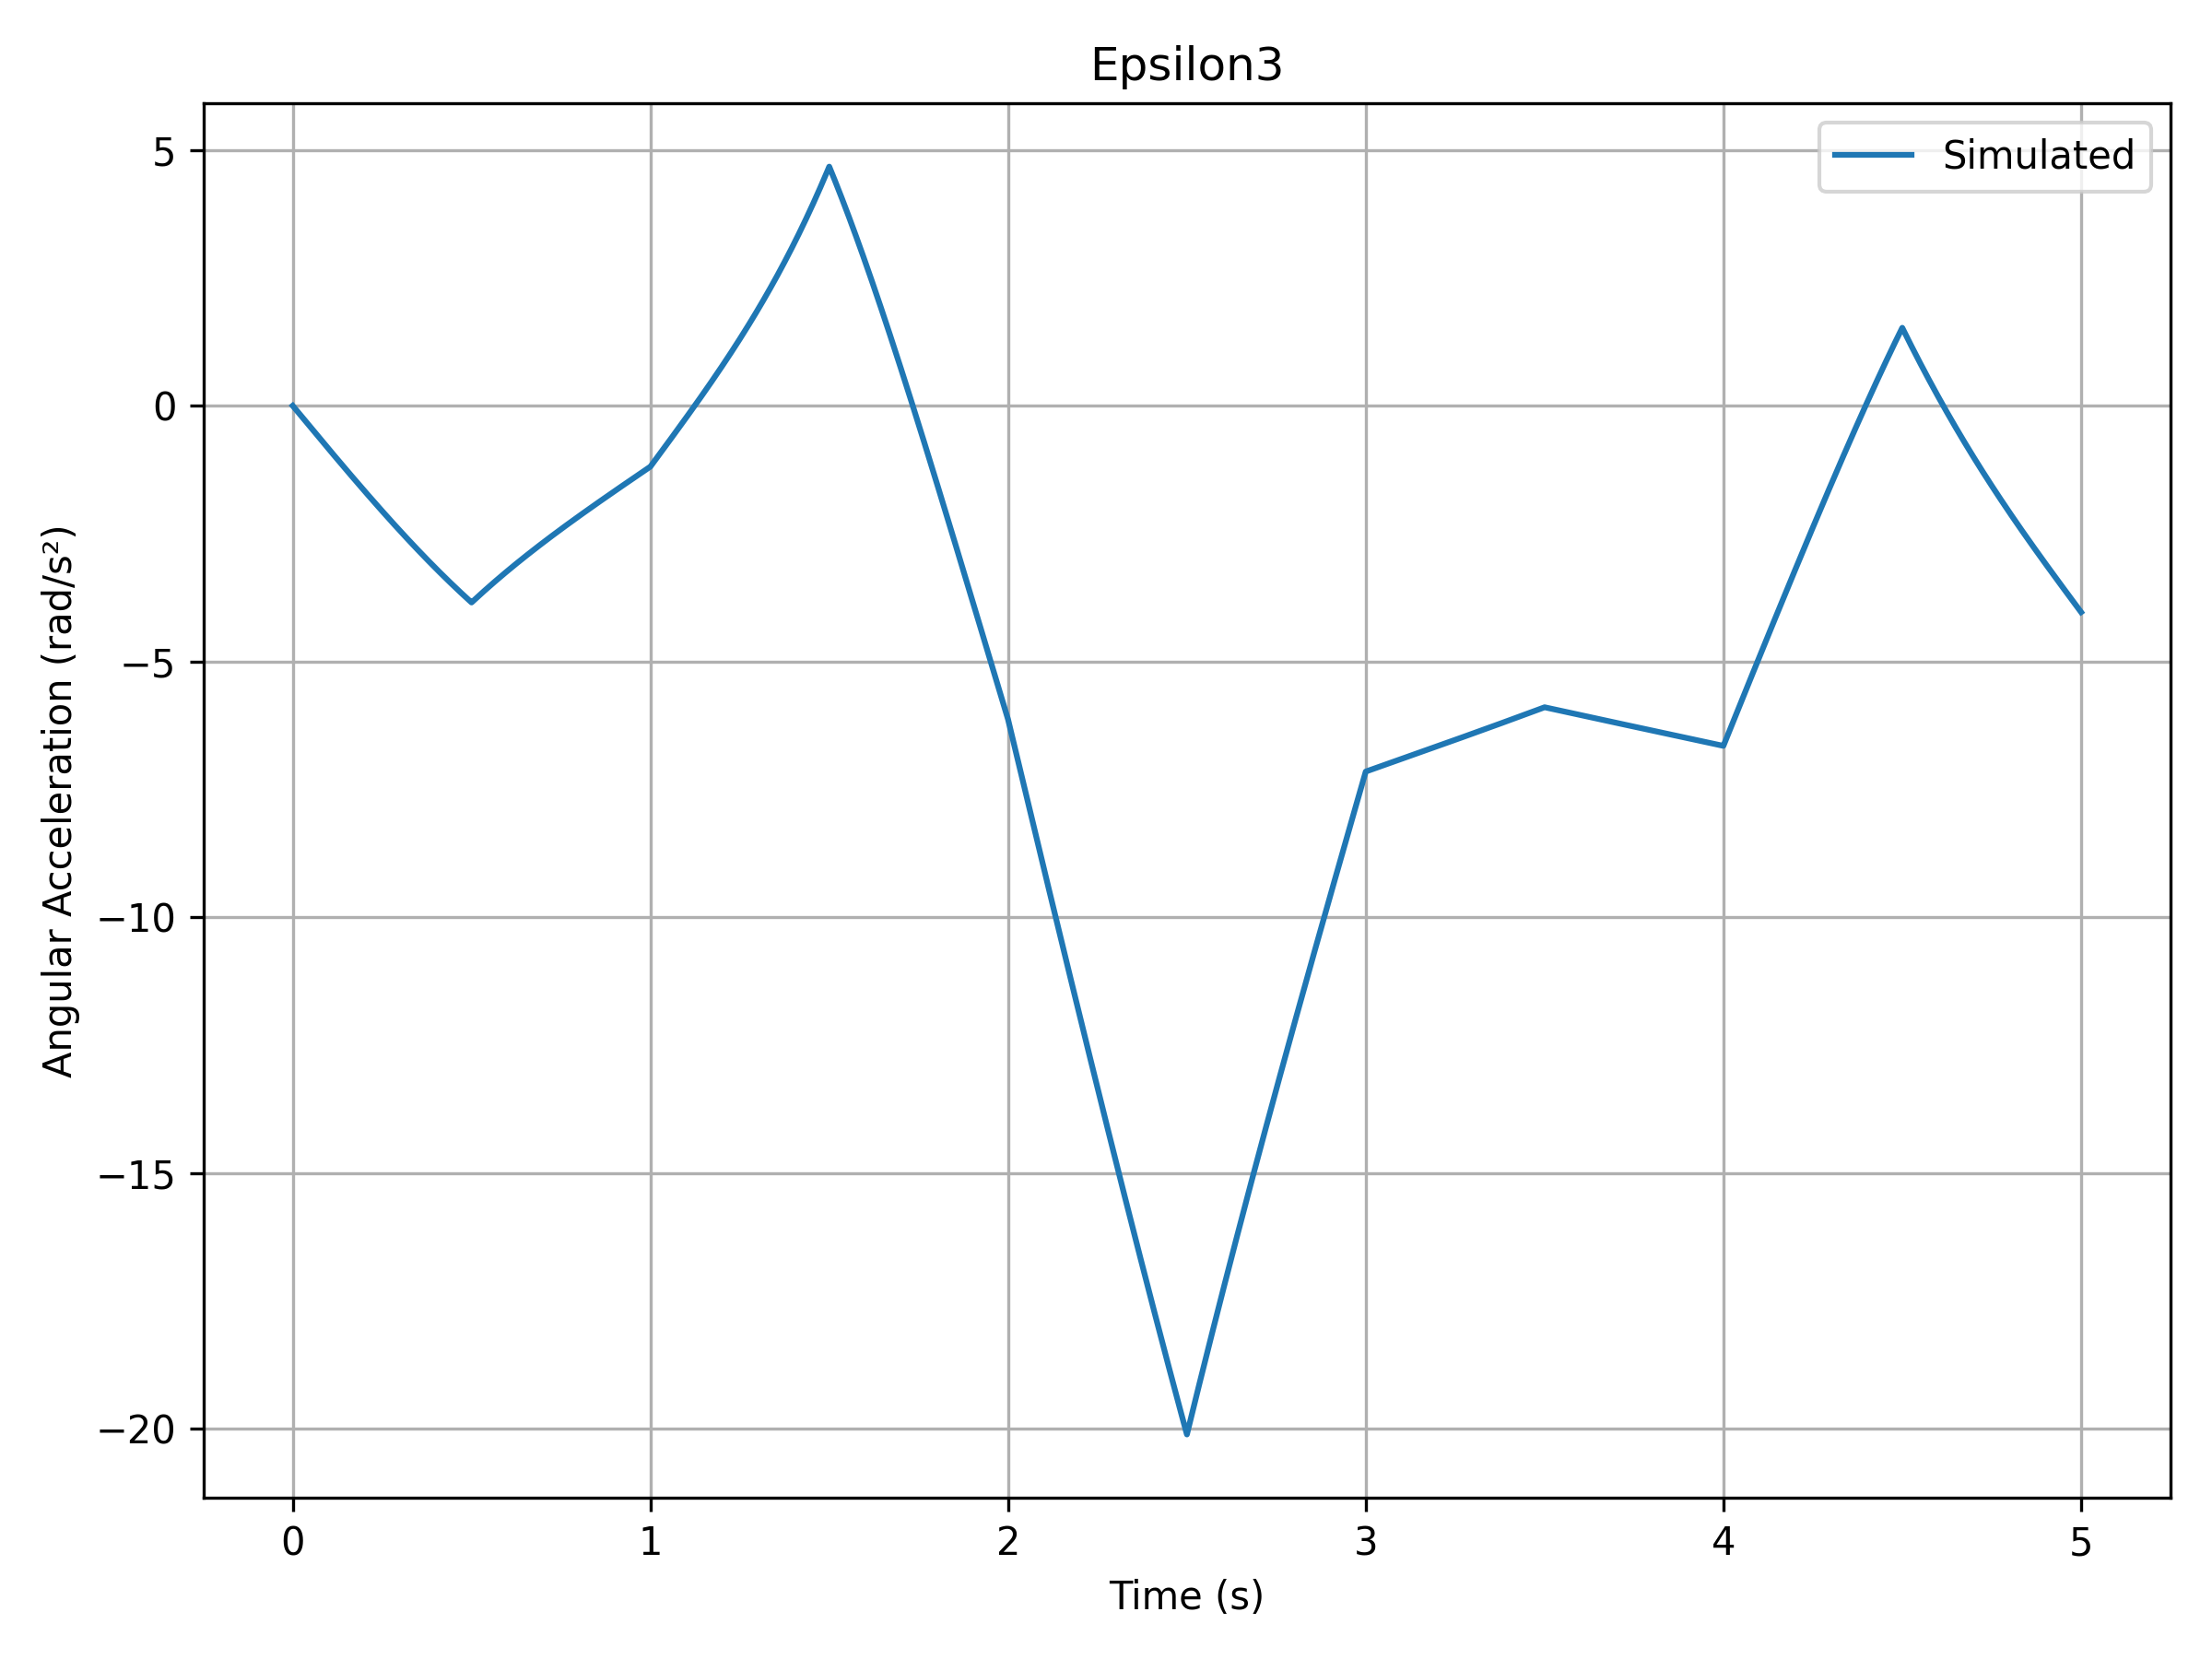 Epsilon3
Simulated
Angular Acceleration (rad/s²)
5
0
−5
−10
−15
−20
0 1 2 3 4 5
Time (s)